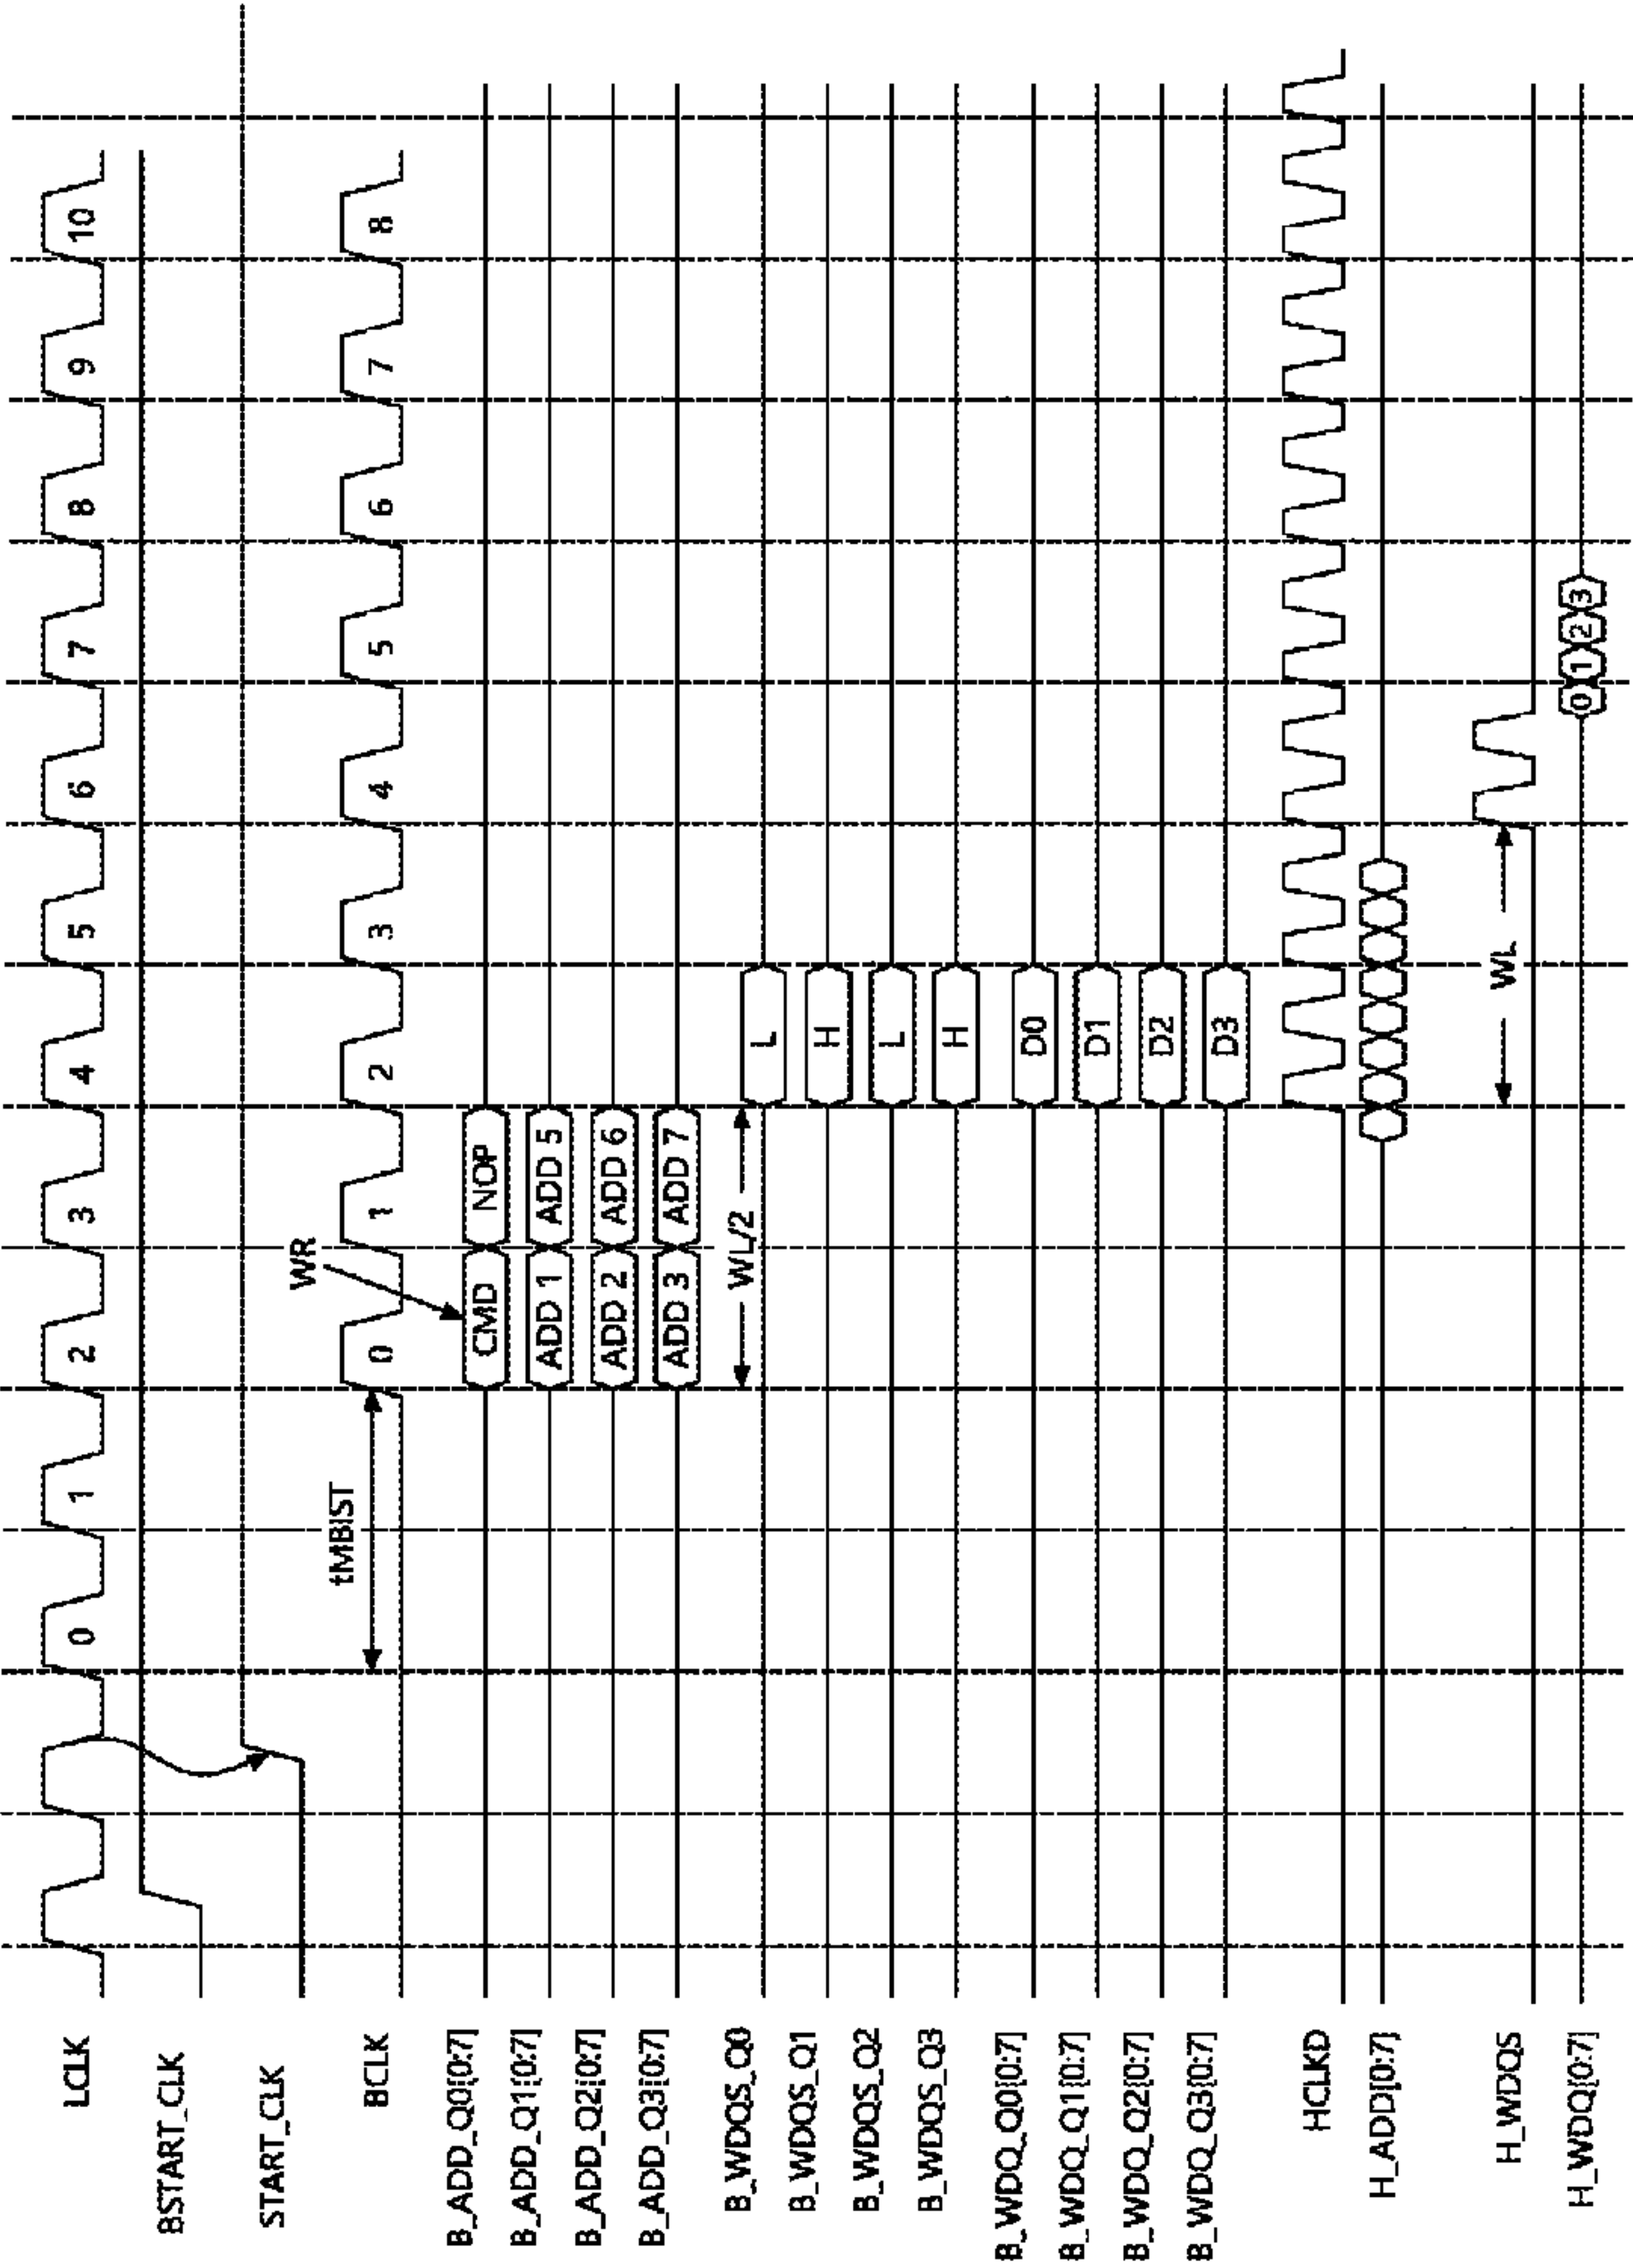 LCLK 0 1 2 3 4 5 6 7 8 9 10
BSTART_CLK
START_CLK
WR
tMBIST
BCLK 0 1 2 3 4 5 6 7 8
B_ADD_Q0[0:7] CMD NOP
B_ADD_Q1[0:7] ADD 1 ADD 5
B_ADD_Q2[0:7] ADD 2 ADD 6
B_ADD_Q3[0:7] ADD 3 ADD 7
WL/2
B_WDQS_Q0 L
B_WDQS_Q1 H
B_WDQS_Q2 L
B_WDQS_Q3 H
B_WDQ_Q0[0:7] D0
B_WDQ_Q1[0:7] D1
B_WDQ_Q2[0:7] D2
B_WDQ_Q3[0:7] D3
HCLKD
H_ADD[0:7]
WL
H_WDQS
H_WDQ[0:7] 0 1 2 3